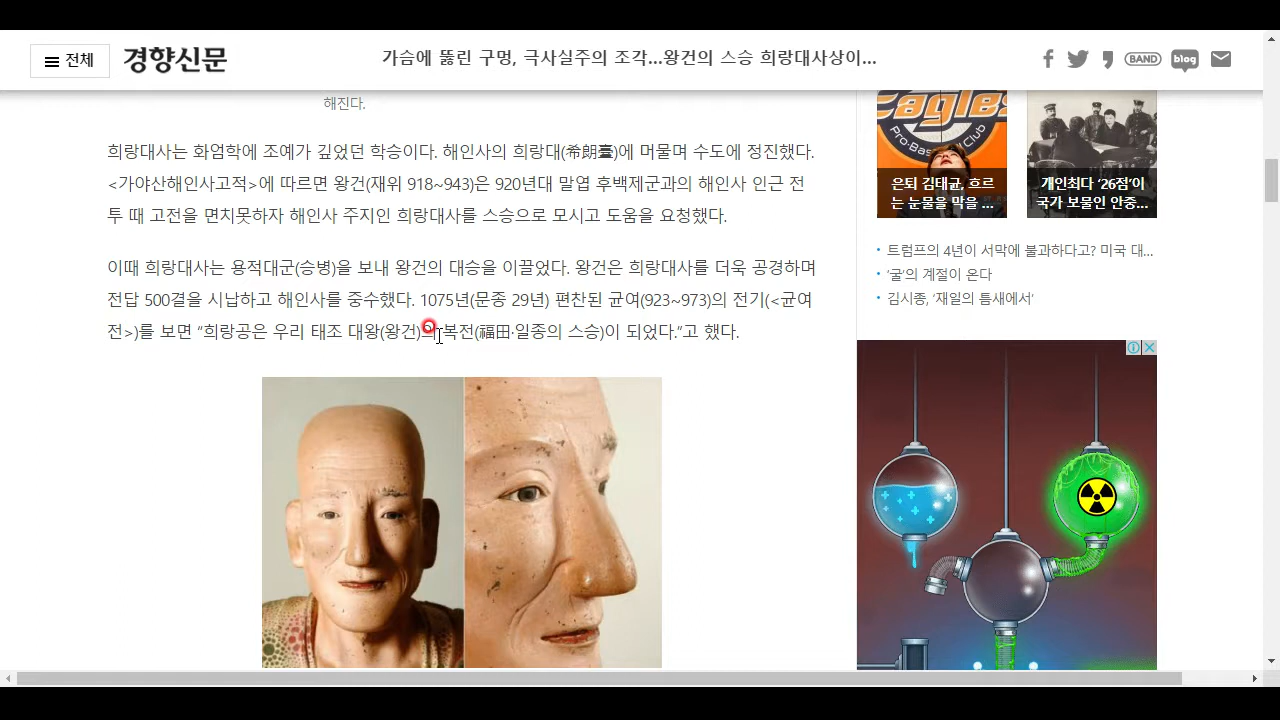 전체
경향신문
가슴에 뚫린 구멍, 극사실주의 조각...왕건의 스승 희랑대사상이...
BAND
blog
해진다.
희랑대사는 화엄학에 조예가 깊었던 학승이다. 해인사의 희랑대(希朗臺)에 머물며 수도에 정진했다.
<가야산해인사고적>에 따르면 왕건(재위 918~943)은 920년대 말엽 후백제군과의 해인사 인근 전
투 때 고전을 면치못하자 해인사 주지인 희랑대사를 스승으로 모시고 도움을 요청했다.
이때 희랑대사는 용적대군(승병)을 보내 왕건의 대승을 이끌었다. 왕건은 희랑대사를 더욱 공경하며
전답 500결을 시납하고 해인사를 중수했다. 1075년(문종 29년) 편찬된 균여(923~973)의 전기(<균여
전>)를 보면 “희랑공은 우리 태조 대왕(왕건)의 복전(福田·일종의 스승)이 되었다.”고 했다.
Eagles
Pro-Baseball Club
은퇴 김태균, 흐르
는 눈물을 막을 ...
개인최다 ‘26점’이
국가 보물인 안중...
• 트럼프의 4년이 서막에 불과하다고? 미국 대...
• ‘굴’의 계절이 온다
• 김시종, ‘재일의 틈새에서’